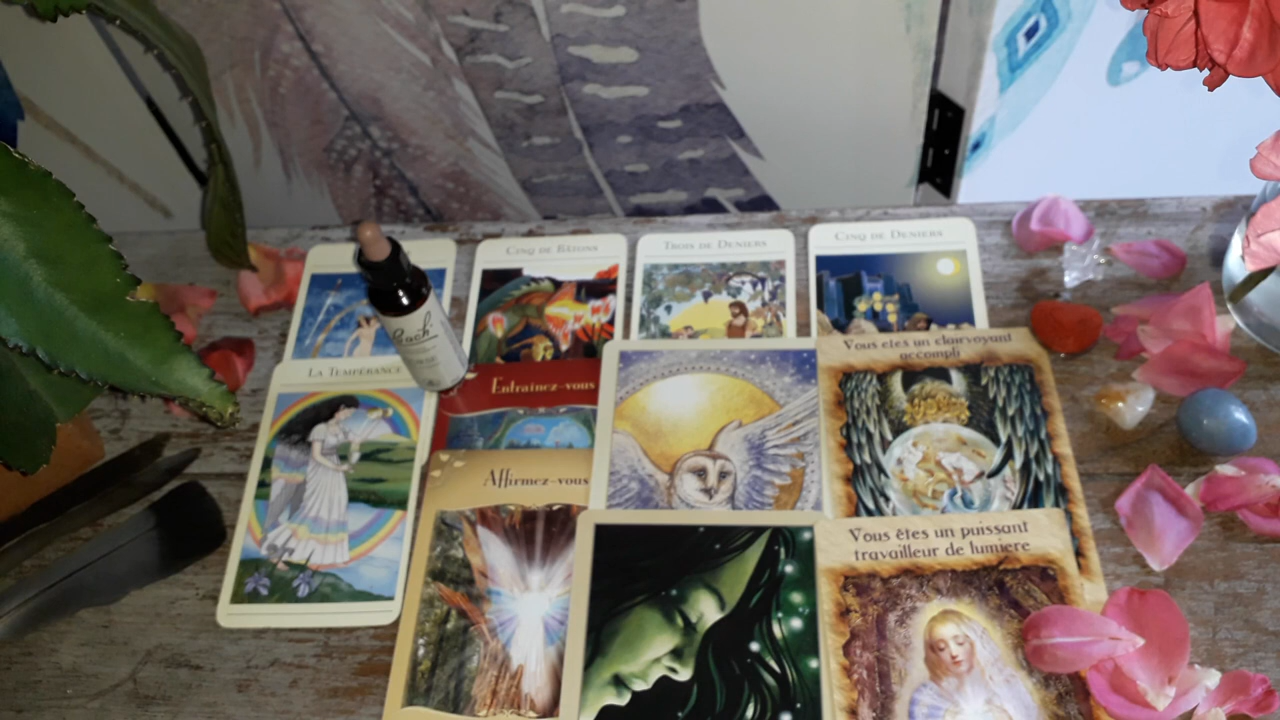 CINQ DE BÂTONS
TROIS DE DENIERS
CINQ DE DENIERS
Bach
Vous êtes un clairvoyant
accompli
LA TEMPÉRANCE
Entraînez-vous
Affirmez-vous
Vous êtes un puissant
travailleur de lumière